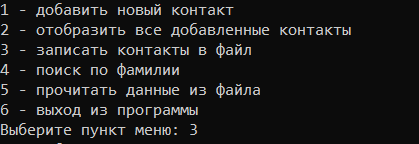 1 - добавить новый контакт
2 - отобразить все добавленные контакты
3 - записать контакты в файл
4 - поиск по фамилии
5 - прочитать данные из файла
6 - выход из программы
Выберите пункт меню: 3